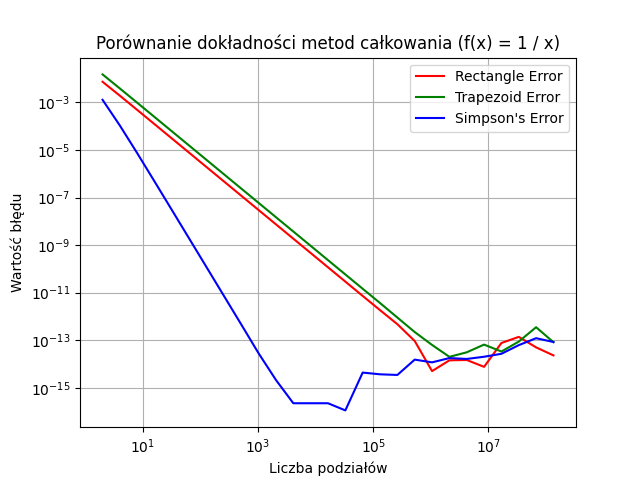 Porównanie dokładności metod całkowania (f(x) = 1 / x)
Rectangle Error
Trapezoid Error
Simpson's Error
Wartość błędu
10⁻³
10⁻⁵
10⁻⁷
10⁻⁹
10⁻¹¹
10⁻¹³
10⁻¹⁵
10¹ 10³ 10⁵ 10⁷
Liczba podziałów